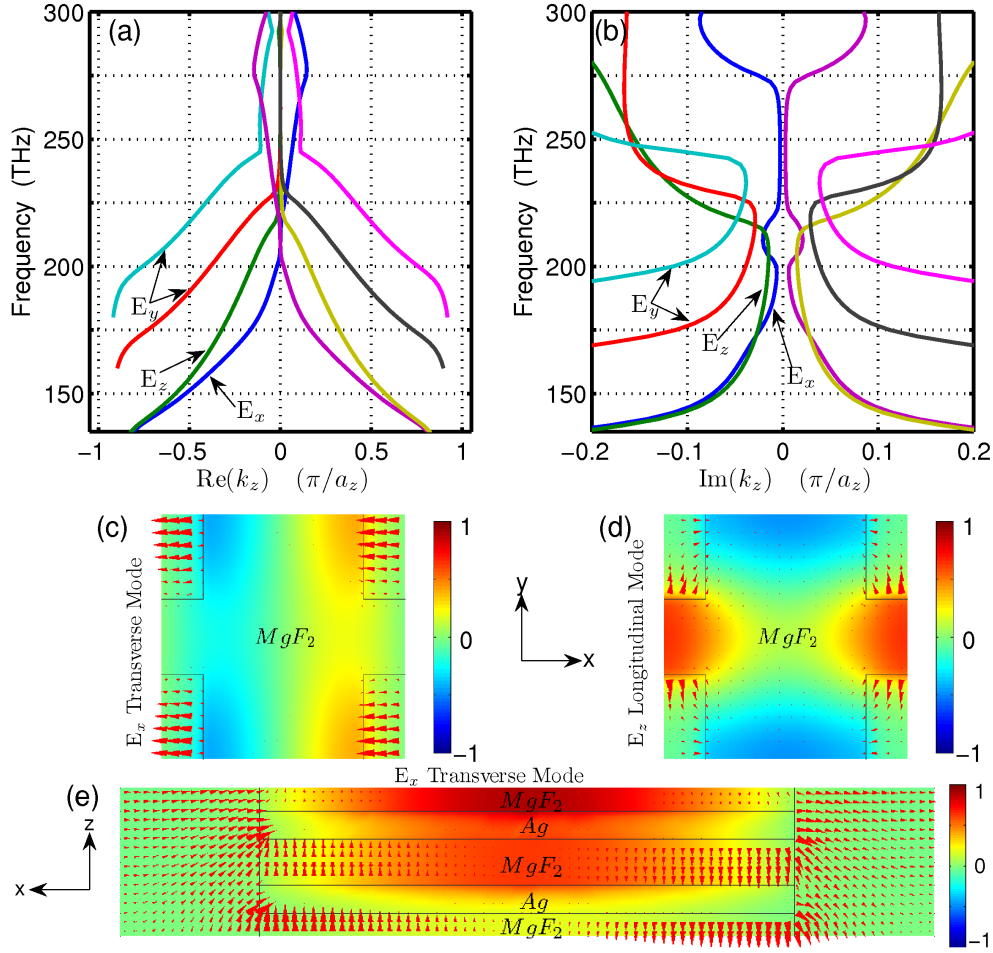 (a)
300
250
200
150
Frequency (THz)
E_y
E_z
E_x
−1 −0.5 0 0.5 1
Re(k_z) (π/a_z)
(b)
300
250
200
150
Frequency (THz)
E_y
E_z
E_x
−0.2 −0.1 0 0.1 0.2
Im(k_z) (π/a_z)
(c)
E_x Transverse Mode
MgF_2
1
0
−1
y
x
(d)
E_z Longitudinal Mode
MgF_2
1
0
−1
E_x Transverse Mode
(e)
z
x
MgF_2
Ag
MgF_2
Ag
MgF_2
1
0
-1